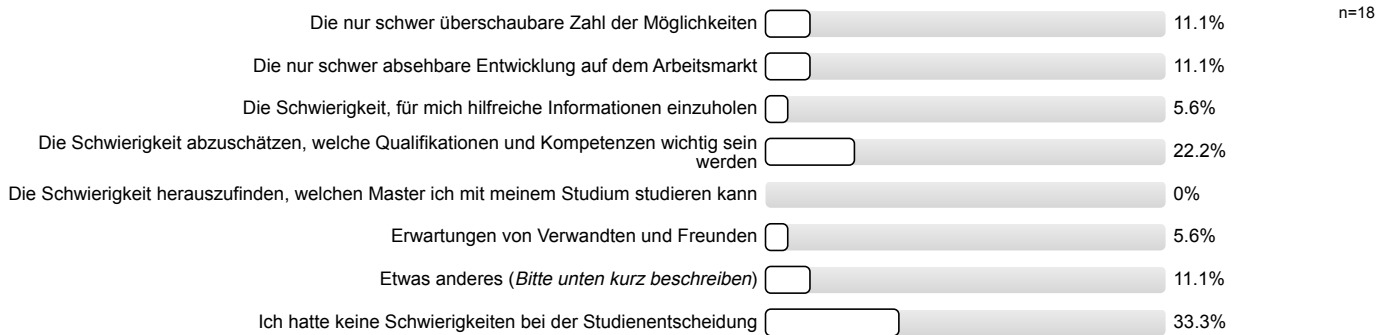 Die nur schwer überschaubare Zahl der Möglichkeiten 11.1% n=18
Die nur schwer absehbare Entwicklung auf dem Arbeitsmarkt 11.1%
Die Schwierigkeit, für mich hilfreiche Informationen einzuholen 5.6%
Die Schwierigkeit abzuschätzen, welche Qualifikationen und Kompetenzen wichtig sein
werden 22.2%
Die Schwierigkeit herauszufinden, welchen Master ich mit meinem Studium studieren kann 0%
Erwartungen von Verwandten und Freunden 5.6%
Etwas anderes (Bitte unten kurz beschreiben) 11.1%
Ich hatte keine Schwierigkeiten bei der Studienentscheidung 33.3%